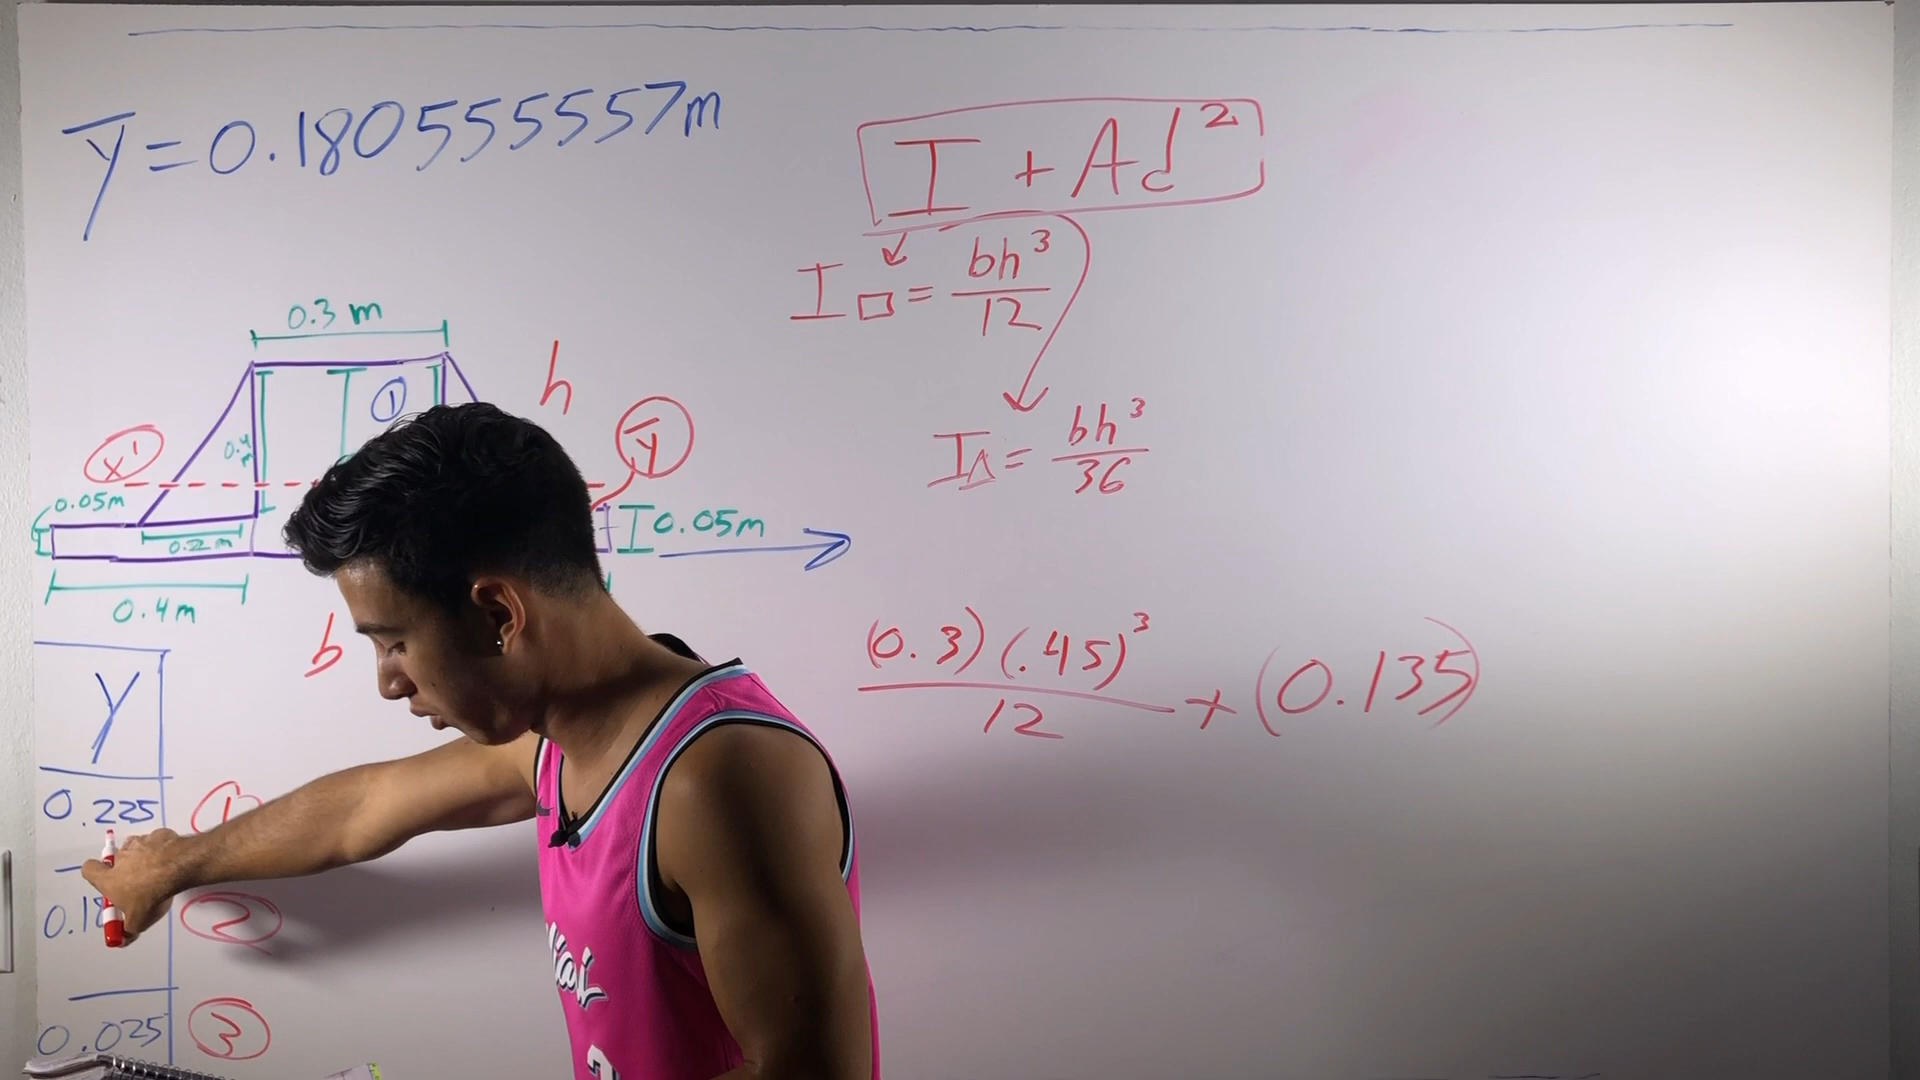 ȳ = 0.180555557m
I + Ad²
I□ = bh³/12
I△ = bh³/36
0.3 m
h
①
x'
0.4 m
ȳ
0.05m
0.05m
0.2 m
0.4m
b
(0.3)(.45)³/12 + (0.135)
y
0.225
①
②
0.025
③